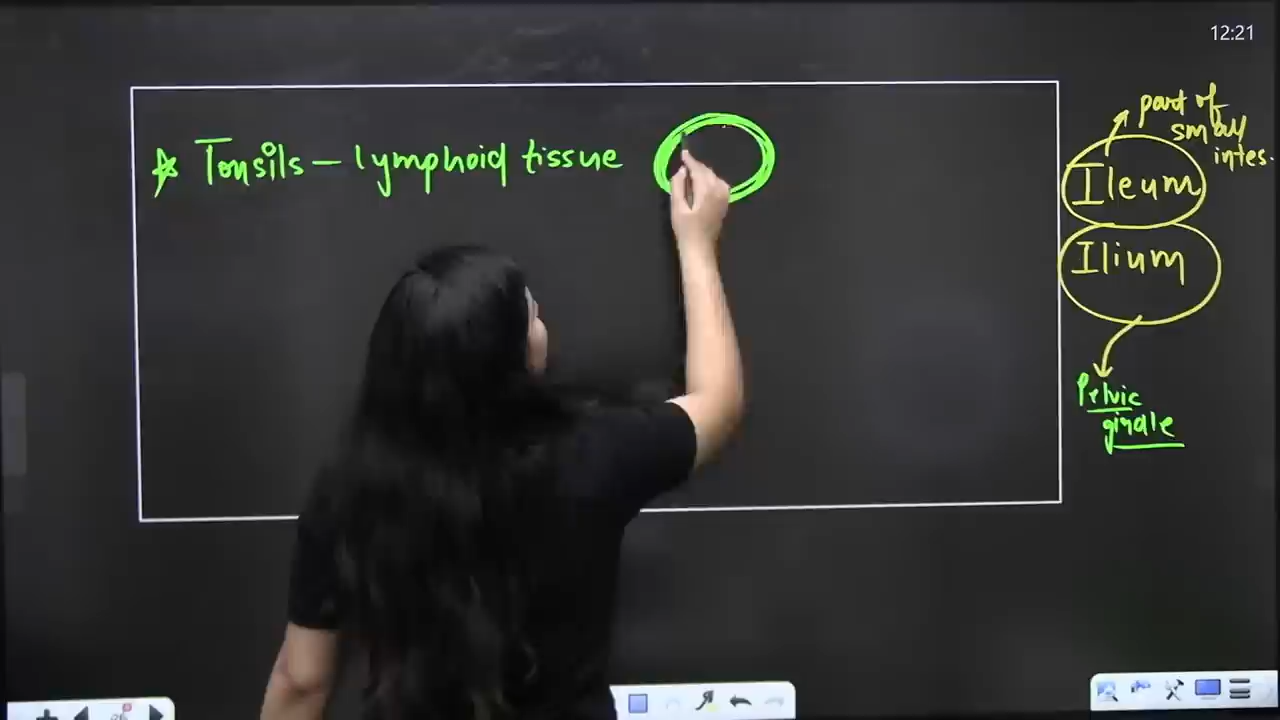 12:21
Tonsils – lymphoid tissue
part of
small
intes.
Ileum
Ilium
Pelvic
girdle